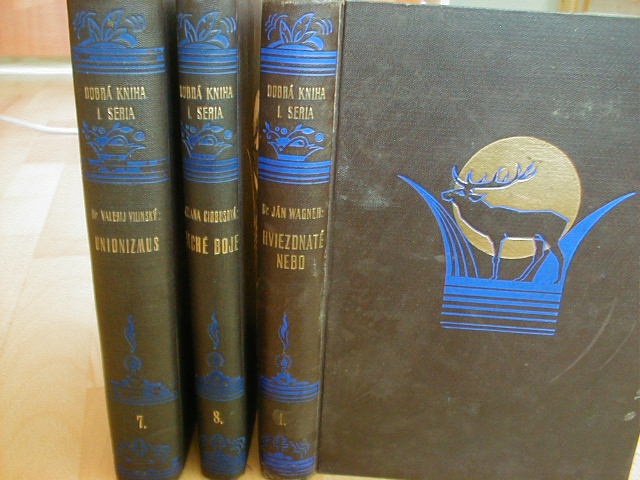 DOBRÁ KNIHA
I. SERIA
Dr VALERIJ VILINSKÝ:
UNIONIZMUS
7.
DOBRÁ KNIHA
I. SERIA
TICHÉ BOJE
8.
DOBRÁ KNIHA
I. SERIA
Dr JÁN WAGNER:
HVIEZDNATÉ
NEBO
1.